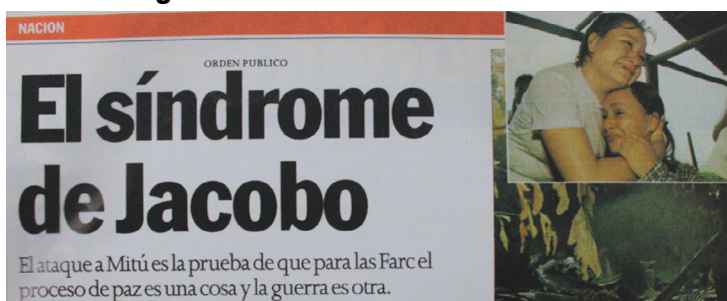 NACION
ORDEN PUBLICO
El síndrome
de Jacobo
El ataque a Mitú es la prueba de que para las Farc el
proceso de paz es una cosa y la guerra es otra.